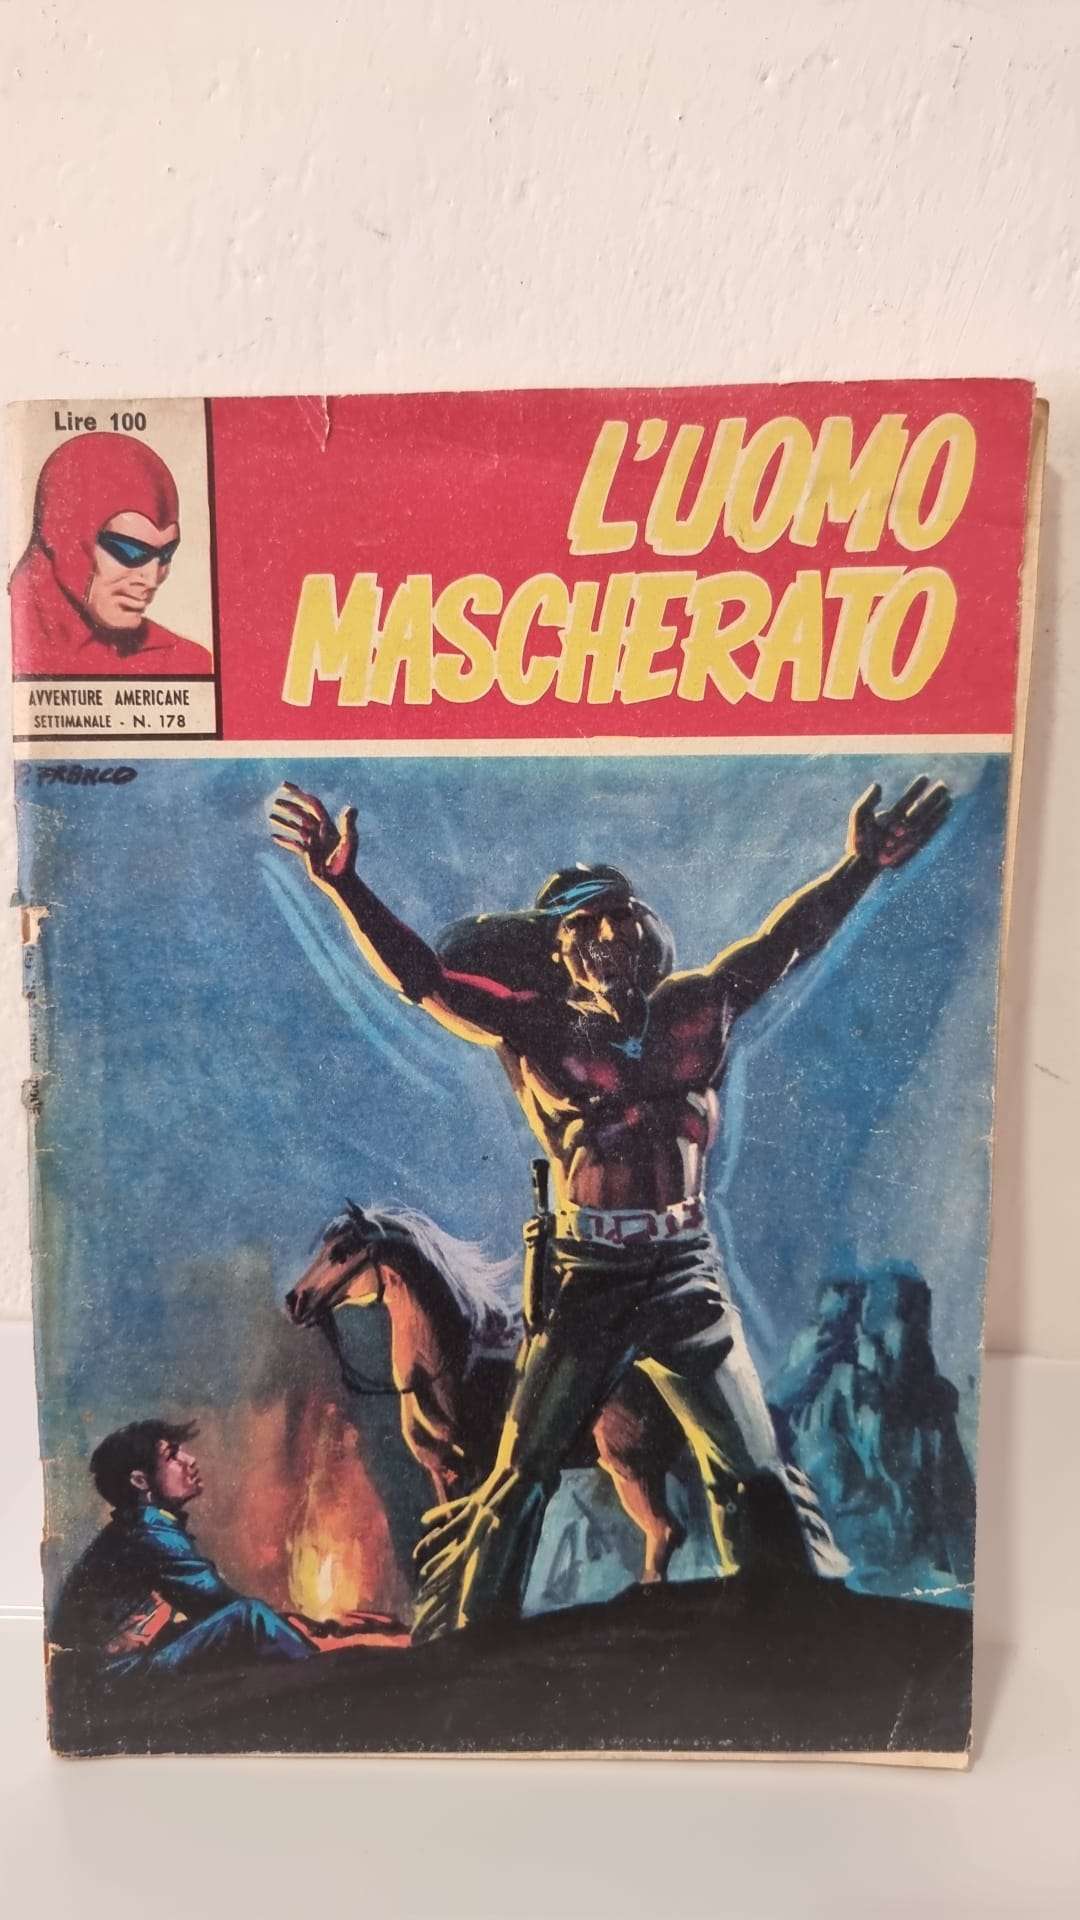 Lire 100
L'UOMO
MASCHERATO
AVVENTURE AMERICANE
SETTIMANALE - N. 178
FRANCO